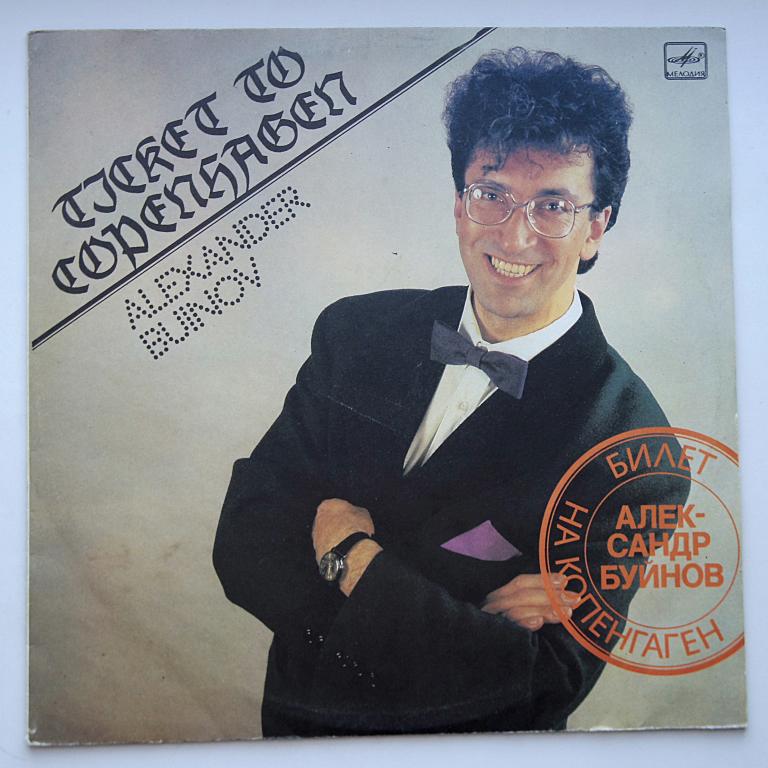 TICKET TO
COPENHAGEN
ALEXANDER
BUINOV
МЕЛОДИЯ
БИЛЕТ
НА КОПЕНГАГЕН
АЛЕК-
САНДР
БУЙНОВ